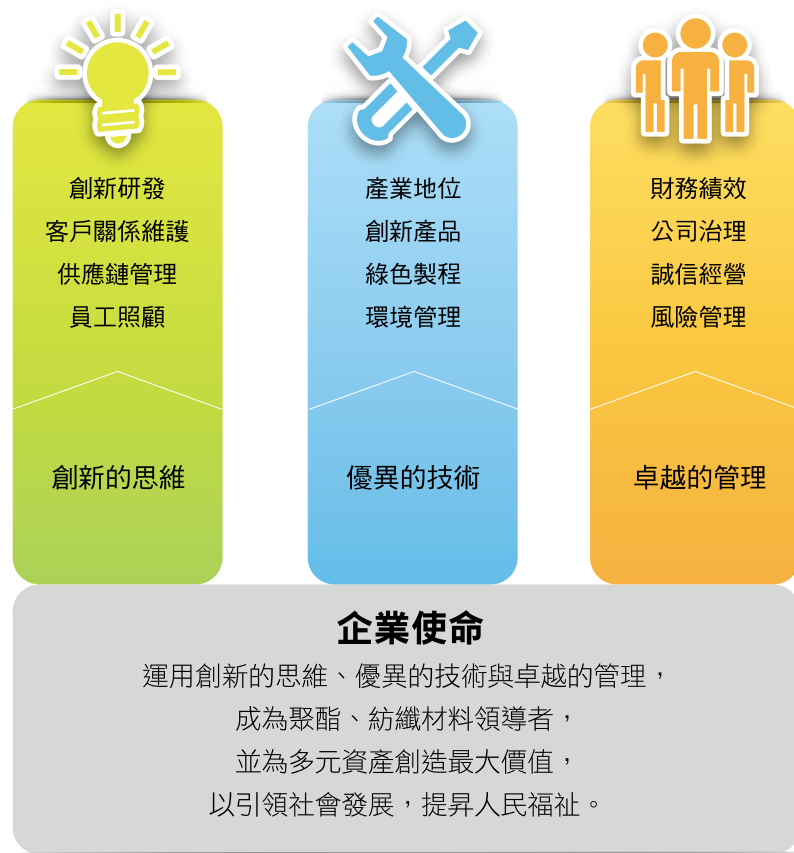 創新研發
客戶關係維護
供應鏈管理
員工照顧
創新的思維
產業地位
創新產品
綠色製程
環境管理
優異的技術
財務績效
公司治理
誠信經營
風險管理
卓越的管理
企業使命
運用創新的思維、優異的技術與卓越的管理，
成為聚酯、紡纖材料領導者，
並為多元資產創造最大價值，
以引領社會發展，提昇人民福祉。